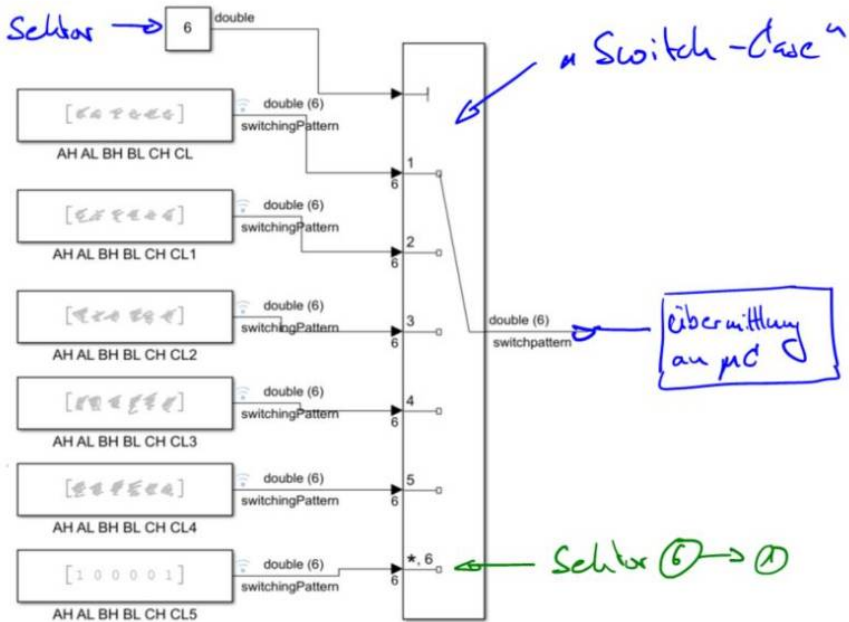 Sektor
6
double
"Switch-Case"
double (6)
switchingPattern
AH AL BH BL CH CL
1
6
double (6)
switchingPattern
AH AL BH BL CH CL1
2
6
double (6)
switchingPattern
AH AL BH BL CH CL2
3
6
double (6)
switchpattern
übermittlung
an µC
double (6)
switchingPattern
AH AL BH BL CH CL3
4
6
double (6)
switchingPattern
AH AL BH BL CH CL4
5
6
[1 0 0 0 0 1]
double (6)
switchingPattern
AH AL BH BL CH CL5
*, 6
6
Sektor 6 → 1